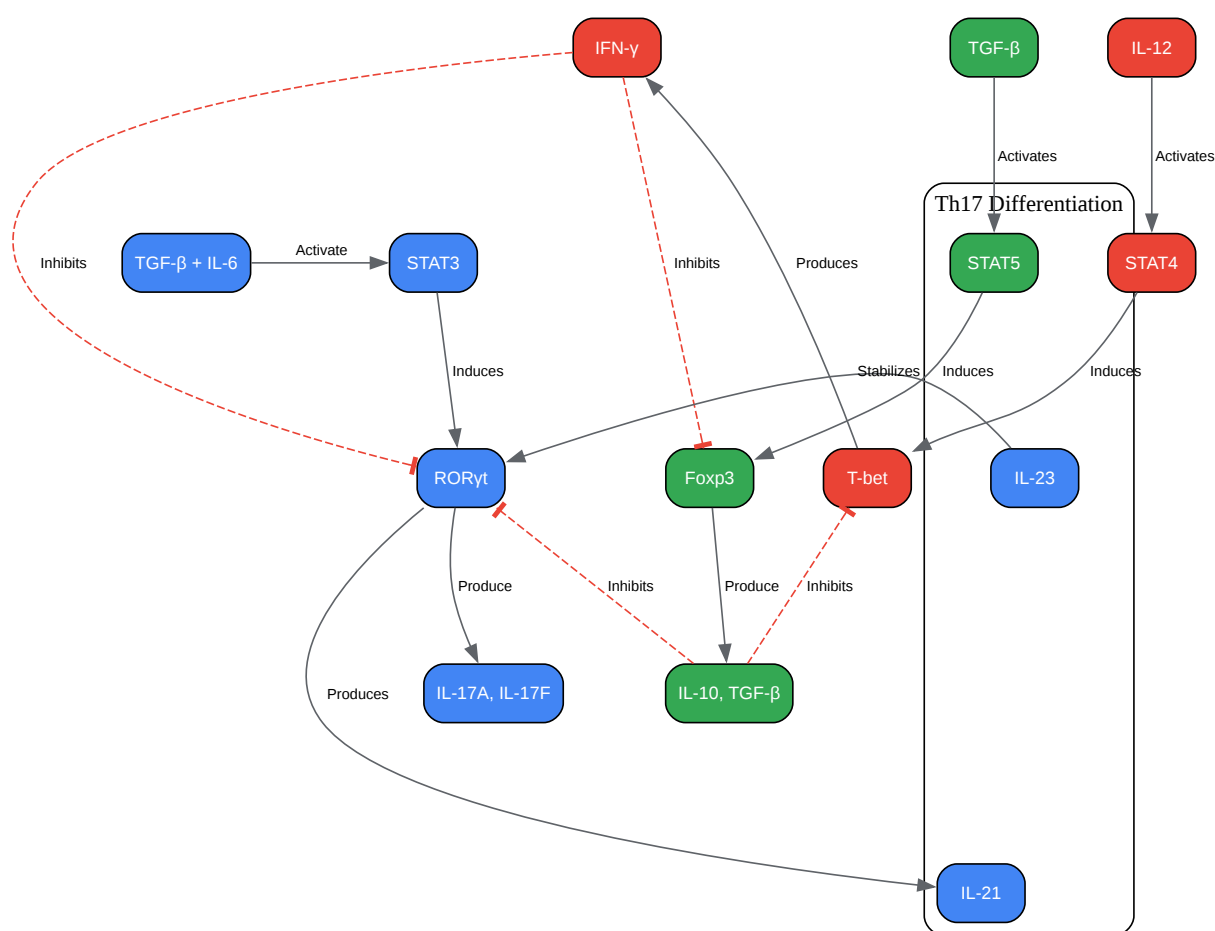 IFN-γ
TGF-β
IL-12
Activates
Activates
Th17 Differentiation
TGF-β + IL-6
Activate
STAT3
Inhibits
Inhibits
Produces
STAT5
STAT4
Induces
Stabilizes
Induces
Induces
RORγt
Foxp3
T-bet
IL-23
Produce
Inhibits
Produce
Inhibits
Produces
IL-17A, IL-17F
IL-10, TGF-β
IL-21